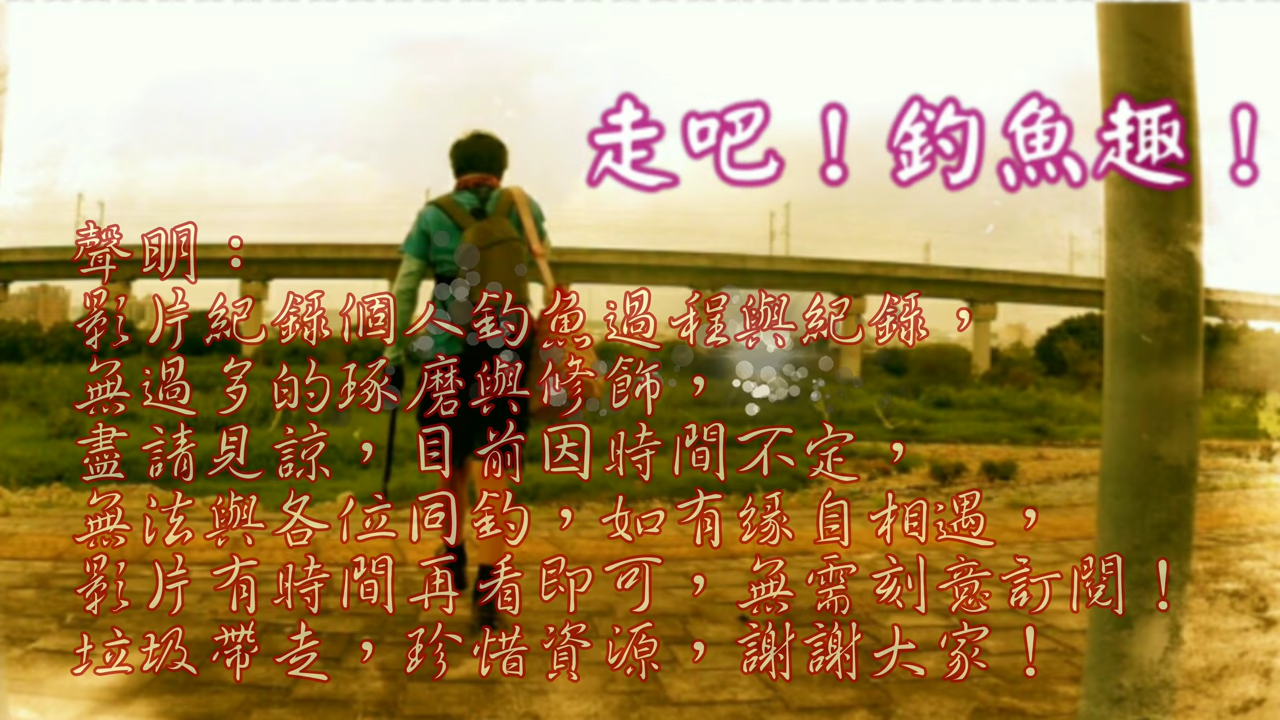 走吧！釣魚趣！
聲明：
影片紀錄個人釣魚過程與紀錄，
無過多的琢磨與修飾，
盡請見諒，目前因時間不定，
無法與各位同釣，如有緣自相遇，
影片有時間再看即可，無需刻意訂閱！
垃圾帶走，珍惜資源，謝謝大家！